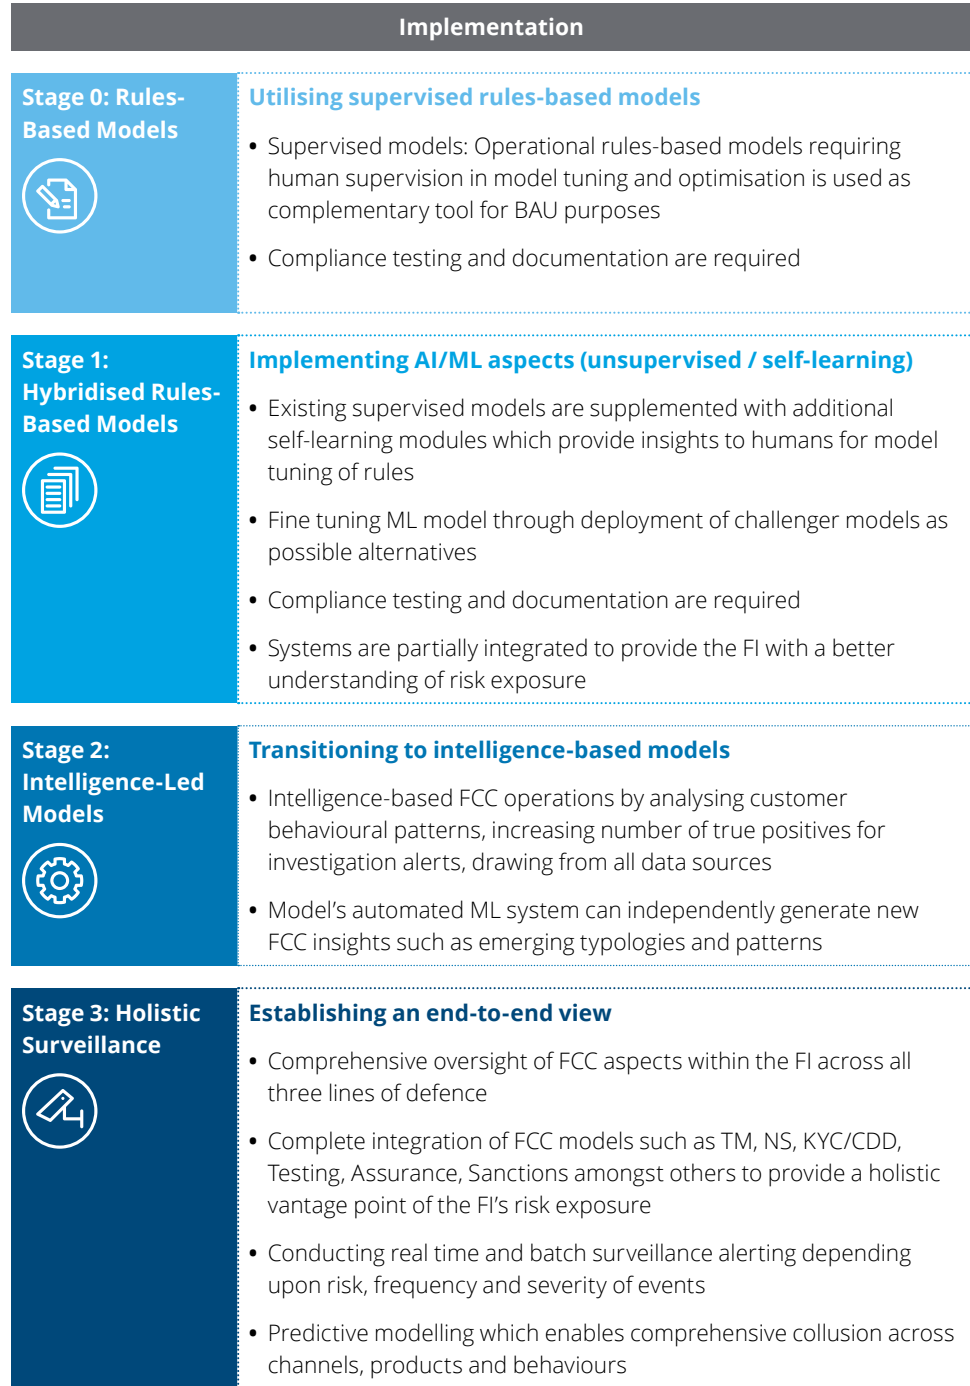 Implementation
Stage 0: Rules-
Based Models
Utilising supervised rules-based models
• Supervised models: Operational rules-based models requiring
human supervision in model tuning and optimisation is used as
complementary tool for BAU purposes
• Compliance testing and documentation are required
Stage 1:
Hybridised Rules-
Based Models
Implementing AI/ML aspects (unsupervised / self-learning)
• Existing supervised models are supplemented with additional
self-learning modules which provide insights to humans for model
tuning of rules
• Fine tuning ML model through deployment of challenger models as
possible alternatives
• Compliance testing and documentation are required
• Systems are partially integrated to provide the FI with a better
understanding of risk exposure
Stage 2:
Intelligence-Led
Models
Transitioning to intelligence-based models
• Intelligence-based FCC operations by analysing customer
behavioural patterns, increasing number of true positives for
investigation alerts, drawing from all data sources
• Model's automated ML system can independently generate new
FCC insights such as emerging typologies and patterns
Stage 3: Holistic
Surveillance
Establishing an end-to-end view
• Comprehensive oversight of FCC aspects within the FI across all
three lines of defence
• Complete integration of FCC models such as TM, NS, KYC/CDD,
Testing, Assurance, Sanctions amongst others to provide a holistic
vantage point of the FI's risk exposure
• Conducting real time and batch surveillance alerting depending
upon risk, frequency and severity of events
• Predictive modelling which enables comprehensive collusion across
channels, products and behaviours